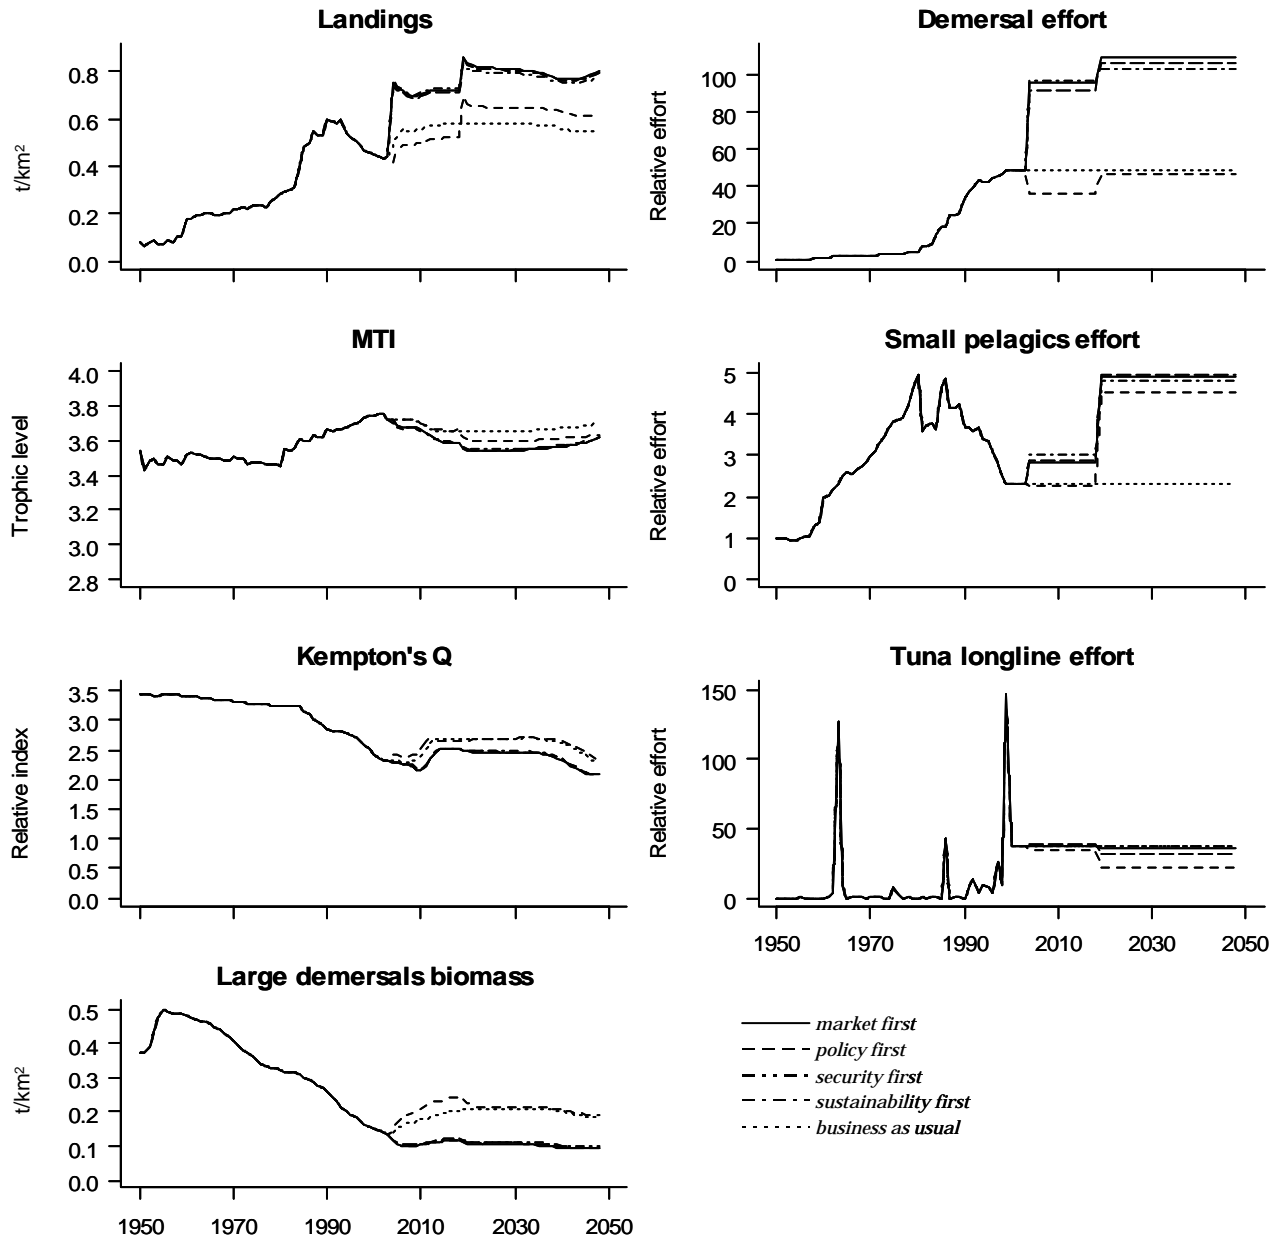 Landings
t/km²
0.8
0.6
0.4
0.2
0.0
Demersal effort
Relative effort
100
80
60
40
20
0
MTI
Trophic level
4.0
3.8
3.6
3.4
3.2
3.0
2.8
Small pelagics effort
Relative effort
5
4
3
2
1
0
Kempton's Q
Relative index
3.5
3.0
2.5
2.0
1.5
1.0
0.5
0.0
Tuna longline effort
Relative effort
150
100
50
0
1950 1970 1990 2010 2030 2050
Large demersals biomass
t/km²
0.5
0.4
0.3
0.2
0.1
0.0
1950 1970 1990 2010 2030 2050
market first
policy first
security first
sustainability first
business as usual